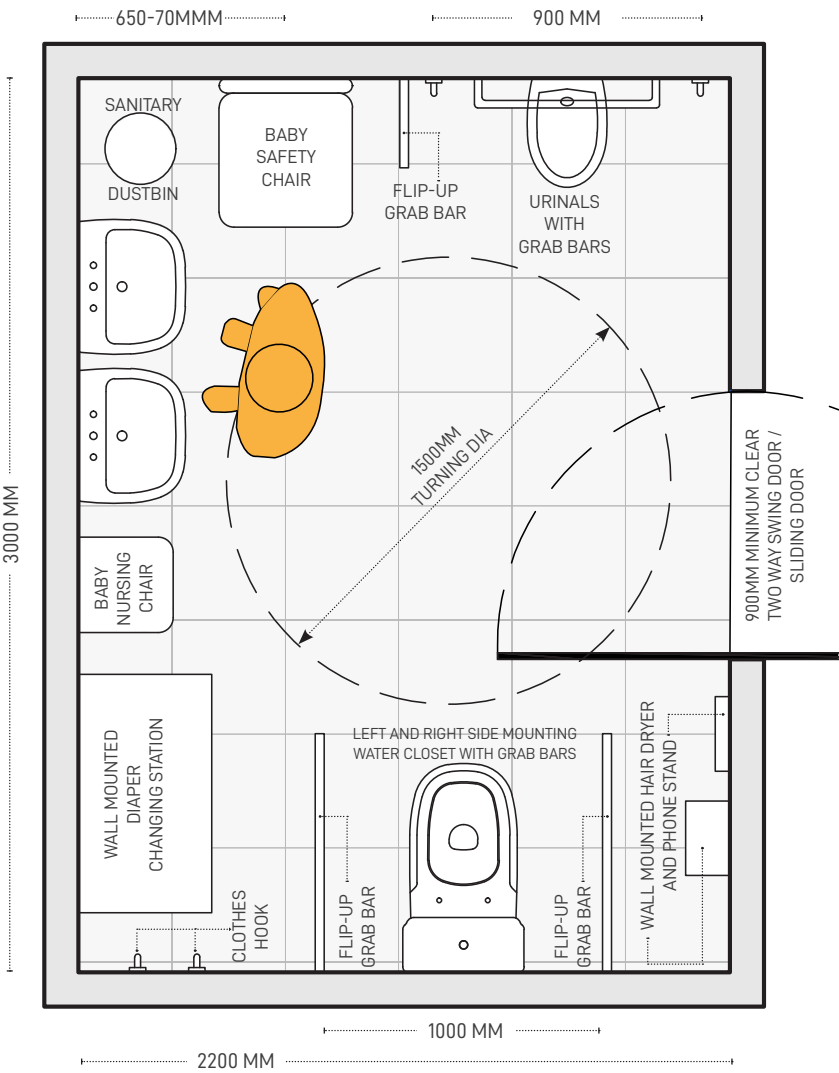 650-70MMM
900 MM
SANITARY
DUSTBIN
BABY
SAFETY
CHAIR
FLIP-UP
GRAB BAR
URINALS
WITH
GRAB BARS
3000 MM
1500MM
TURNING DIA
900MM MINIMUM CLEAR
TWO WAY SWING DOOR /
SLIDING DOOR
BABY
NURSING
CHAIR
WALL MOUNTED
DIAPER
CHANGING STATION
LEFT AND RIGHT SIDE MOUNTING
WATER CLOSET WITH GRAB BARS
WALL MOUNTED HAIR DRYER
AND PHONE STAND
CLOTHES
HOOK
FLIP-UP
GRAB BAR
FLIP-UP
GRAB BAR
1000 MM
2200 MM